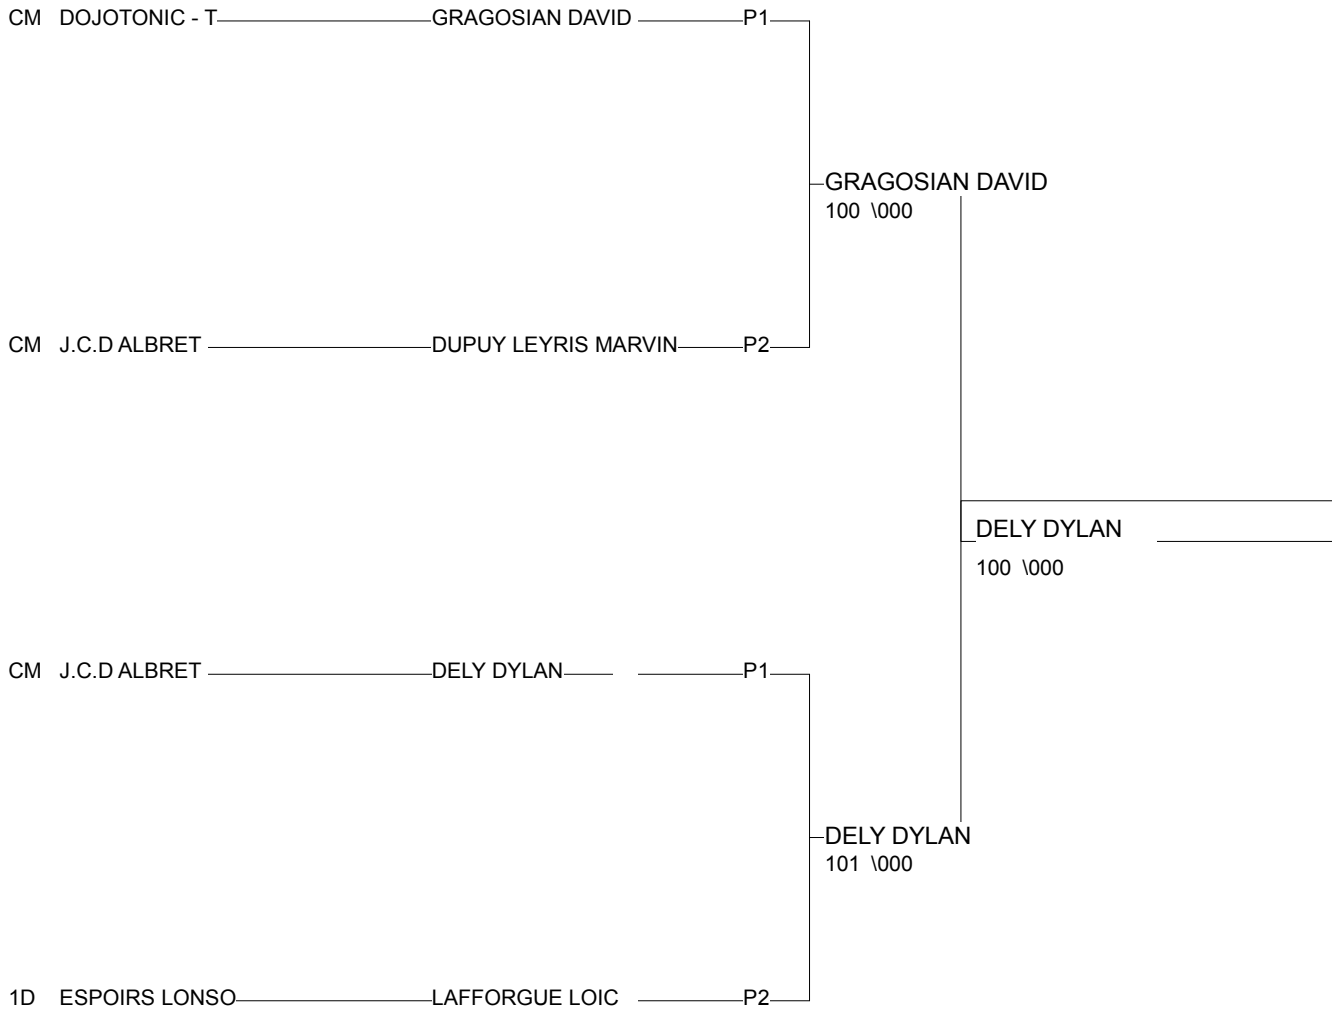 CM DOJOTONIC - T GRAGOSIAN DAVID P1
GRAGOSIAN DAVID
100 \000
CM J.C.D ALBRET DUPUY LEYRIS MARVIN P2
DELY DYLAN
100 \000
CM J.C.D ALBRET DELY DYLAN P1
DELY DYLAN
101 \000
1D ESPOIRS LONSO LAFFORGUE LOIC P2